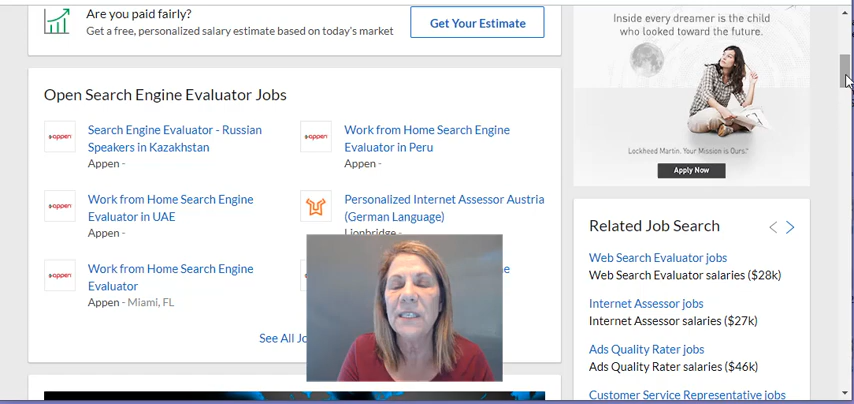 Are you paid fairly?
Get a free, personalized salary estimate based on today's market
Get Your Estimate
Open Search Engine Evaluator Jobs
appen
Search Engine Evaluator - Russian
Speakers in Kazakhstan
Appen -
appen
Work from Home Search Engine
Evaluator in Peru
Appen -
appen
Work from Home Search Engine
Evaluator in UAE
Appen -
Personalized Internet Assessor Austria
(German Language)
Lionbridge -
appen
Work from Home Search Engine
Evaluator
Appen - Miami, FL
See All
Inside every dreamer is the child
who looked toward the future.
Lockheed Martin. Your Mission is Ours.®
Apply Now
Related Job Search
Web Search Evaluator jobs
Web Search Evaluator salaries ($28k)
Internet Assessor jobs
Internet Assessor salaries ($27k)
Ads Quality Rater jobs
Ads Quality Rater salaries ($46k)
Customer Service Representative jobs